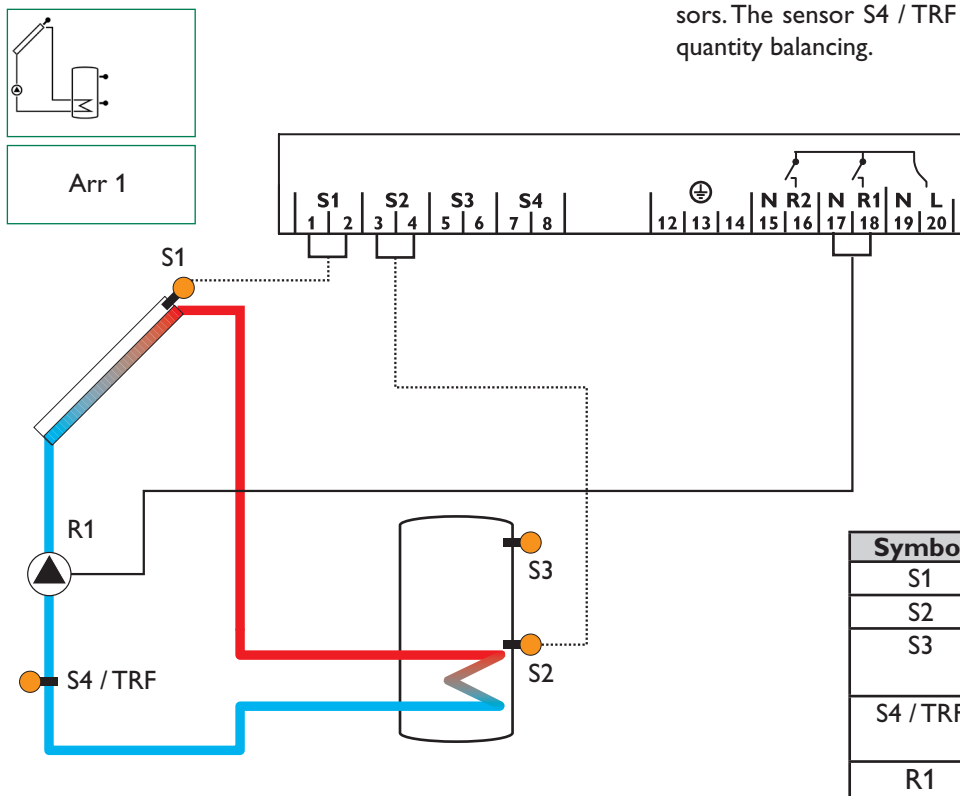 sors. The sensor S4 / TRF
quantity balancing.
Arr 1
S1 S2 S3 S4 N R2 N R1 N L
1 2 3 4 5 6 7 8 12 13 14 15 16 17 18 19 20
S1
R1
S3
S2
S4 / TRF
Symbo
S1
S2
S3
S4 / TRF
R1